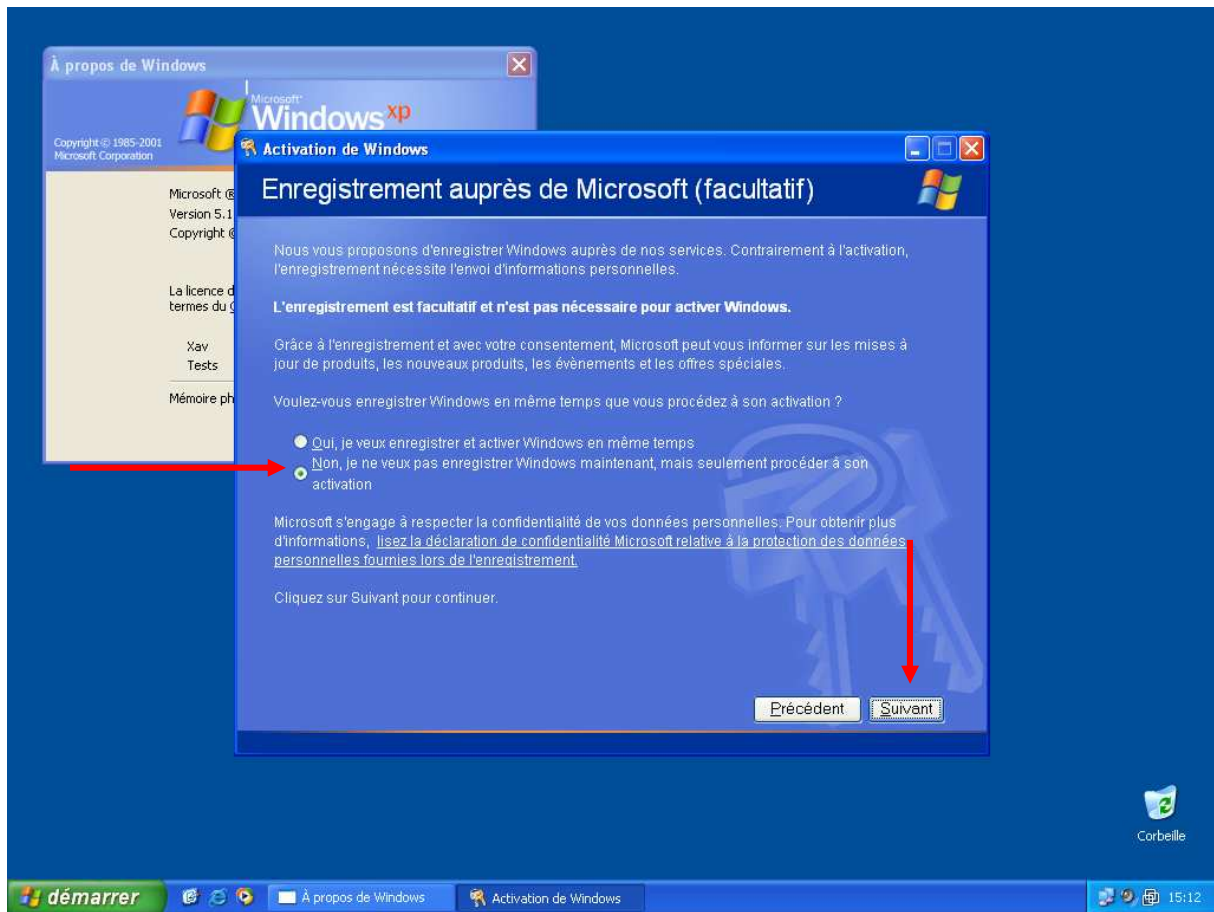 À propos de Windows
Microsoft
Windows xp
Copyright © 1985-2001
Microsoft Corporation
Microsoft ®
Version 5.1
Copyright ©
La licence d
termes du
Xav
Tests
Mémoire ph
Activation de Windows
Enregistrement auprès de Microsoft (facultatif)
Nous vous proposons d'enregistrer Windows auprès de nos services. Contrairement à l'activation,
l'enregistrement nécessite l'envoi d'informations personnelles.
L'enregistrement est facultatif et n'est pas nécessaire pour activer Windows.
Grâce à l'enregistrement et avec votre consentement, Microsoft peut vous informer sur les mises à
jour de produits, les nouveaux produits, les évènements et les offres spéciales.
Voulez-vous enregistrer Windows en même temps que vous procédez à son activation ?
Oui, je veux enregistrer et activer Windows en même temps
Non, je ne veux pas enregistrer Windows maintenant, mais seulement procéder à son
activation
Microsoft s'engage à respecter la confidentialité de vos données personnelles. Pour obtenir plus
d'informations, lisez la déclaration de confidentialité Microsoft relative à la protection des données
personnelles fournies lors de l'enregistrement.
Cliquez sur Suivant pour continuer.
Précédent
Suivant
Corbeille
démarrer
À propos de Windows
Activation de Windows
15:12